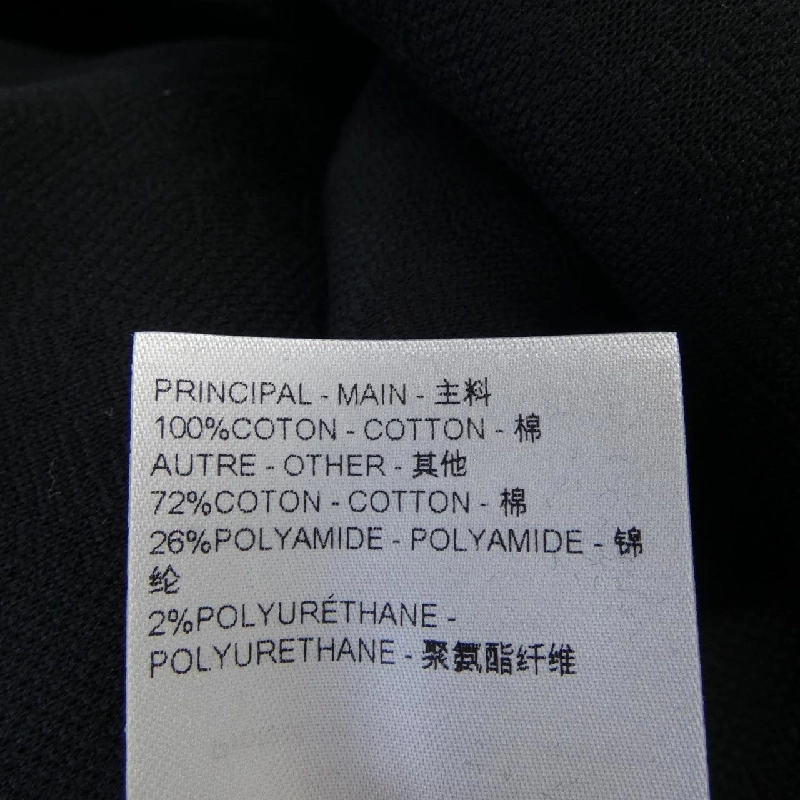 PRINCIPAL - MAIN - 主料
100%COTON - COTTON - 棉
AUTRE - OTHER - 其他
72%COTON - COTTON - 棉
26%POLYAMIDE - POLYAMIDE - 锦
纶
2%POLYURÉTHANE -
POLYURETHANE - 聚氨酯纤维